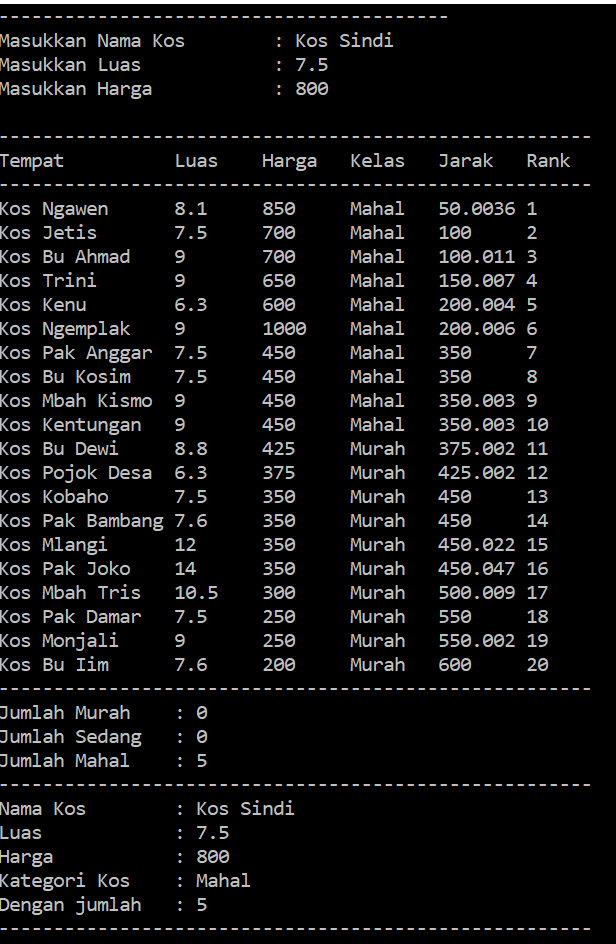 -----------------------------------------
Masukkan Nama Kos        : Kos Sindi
Masukkan Luas            : 7.5
Masukkan Harga           : 800
------------------------------------------------------
Tempat          Luas    Harga   Kelas   Jarak   Rank
------------------------------------------------------
Kos Ngawen      8.1     850     Mahal   50.0036 1
Kos Jetis       7.5     700     Mahal   100     2
Kos Bu Ahmad    9       700     Mahal   100.011 3
Kos Trini       9       650     Mahal   150.007 4
Kos Kenu        6.3     600     Mahal   200.004 5
Kos Ngemplak    9       1000    Mahal   200.006 6
Kos Pak Anggar  7.5     450     Mahal   350     7
Kos Bu Kosim    7.5     450     Mahal   350     8
Kos Mbah Kismo  9       450     Mahal   350.003 9
Kos Kentungan   9       450     Mahal   350.003 10
Kos Bu Dewi     8.8     425     Murah   375.002 11
Kos Pojok Desa  6.3     375     Murah   425.002 12
Kos Kobaho      7.5     350     Murah   450     13
Kos Pak Bambang 7.6     350     Murah   450     14
Kos Mlangi      12      350     Murah   450.022 15
Kos Pak Joko    14      350     Murah   450.047 16
Kos Mbah Tris   10.5    300     Murah   500.009 17
Kos Pak Damar   7.5     250     Murah   550     18
Kos Monjali     9       250     Murah   550.002 19
Kos Bu Iim      7.6     200     Murah   600     20
------------------------------------------------------
Jumlah Murah    : 0
Jumlah Sedang   : 0
Jumlah Mahal    : 5
------------------------------------------------------
Nama Kos        : Kos Sindi
Luas            : 7.5
Harga           : 800
Kategori Kos    : Mahal
Dengan jumlah   : 5
------------------------------------------------------